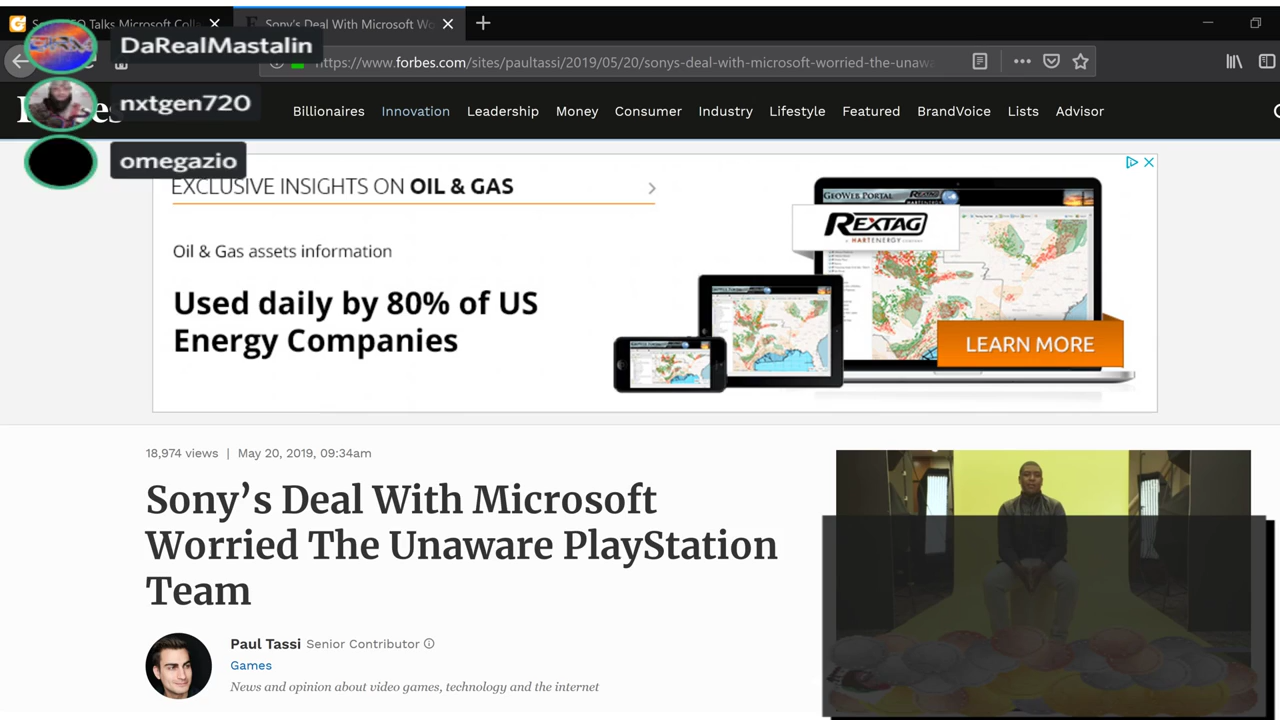 Talks Microsoft Coll
Sony's Deal With Microsoft Wo
DaRealMastalin
https://www.forbes.com/sites/paultassi/2019/05/20/sonys-deal-with-microsoft-worried-the-unawa
nxtgen720
Billionaires Innovation Leadership Money Consumer Industry Lifestyle Featured BrandVoice Lists Advisor
omegazio
EXCLUSIVE INSIGHTS ON OIL & GAS
Oil & Gas assets information
Used daily by 80% of US
Energy Companies
GEOWEB PORTAL
REXTAG
A HARTENERGY COMPANY
LEARN MORE
18,974 views | May 20, 2019, 09:34am
Sony’s Deal With Microsoft
Worried The Unaware PlayStation
Team
Paul Tassi Senior Contributor
Games
News and opinion about video games, technology and the internet